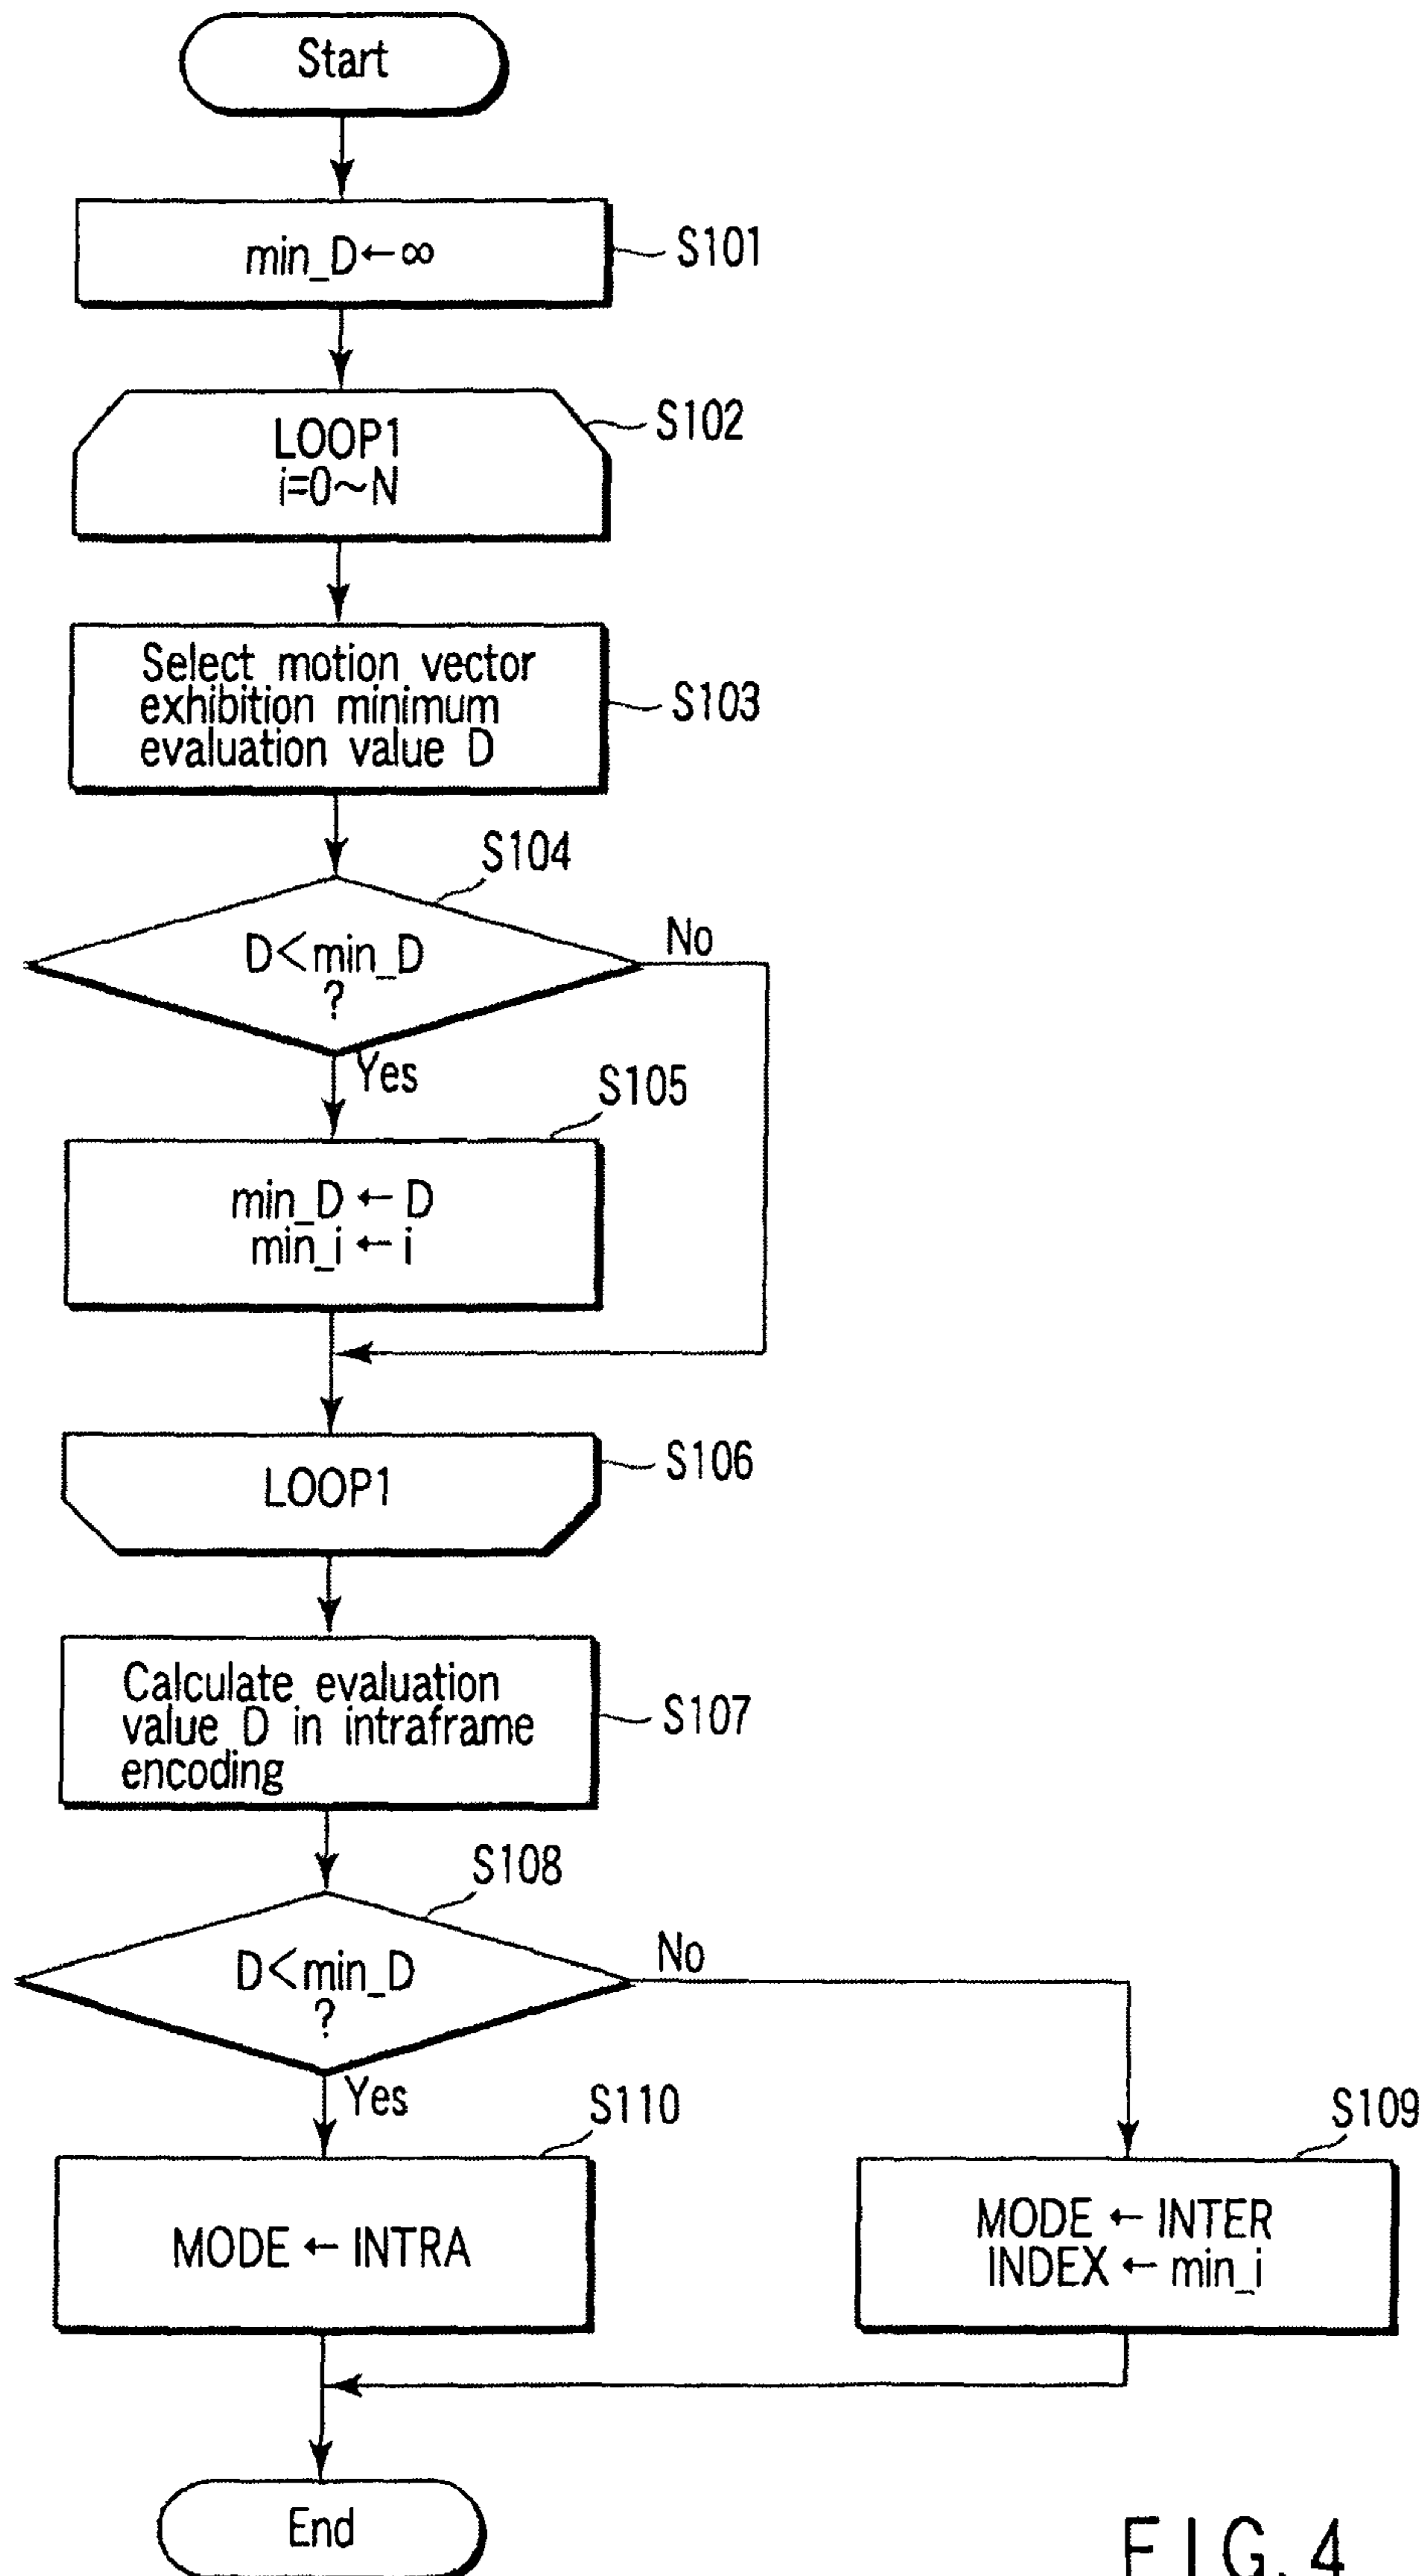 Start
min_D←∞
S101
LOOP1
i=0~N
S102
Select motion vector
exhibition minimum
evaluation value D
S103
S104
D<min_D
?
No
Yes
S105
min_D ← D
min_i ← i
LOOP1
S106
Calculate evaluation
value D in intraframe
encoding
S107
S108
D<min_D
?
No
Yes
S110
MODE ← INTRA
S109
MODE ← INTER
INDEX ← min_i
End
FIG. 4